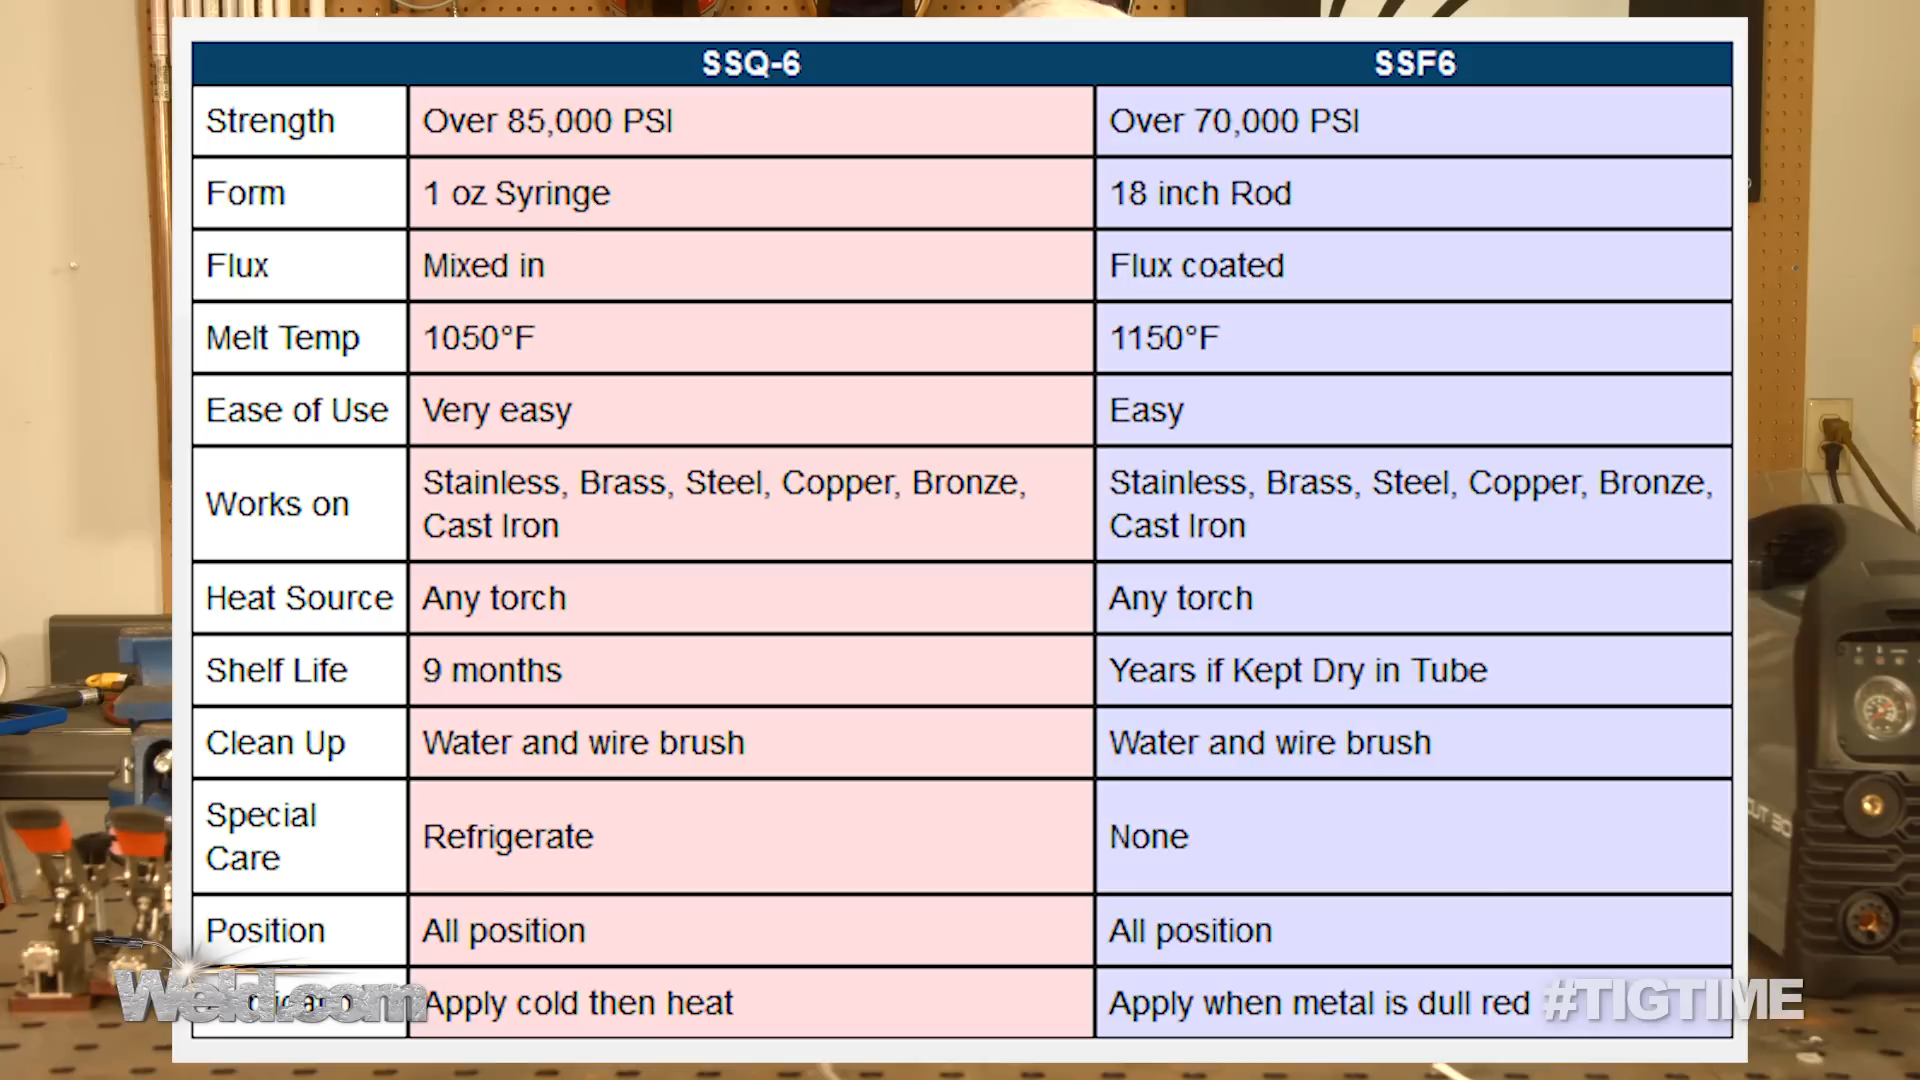 SSQ-6 SSF6
Strength Over 85,000 PSI Over 70,000 PSI
Form 1 oz Syringe 18 inch Rod
Flux Mixed in Flux coated
Melt Temp 1050°F 1150°F
Ease of Use Very easy Easy
Works on Stainless, Brass, Steel, Copper, Bronze, Stainless, Brass, Steel, Copper, Bronze,
Cast Iron Cast Iron
Heat Source Any torch Any torch
Shelf Life 9 months Years if Kept Dry in Tube
Clean Up Water and wire brush Water and wire brush
Special
Care Refrigerate None
Position All position All position
Apply cold then heat Apply when metal is dull red
Weld.com
#TIGTIME
CUT 30